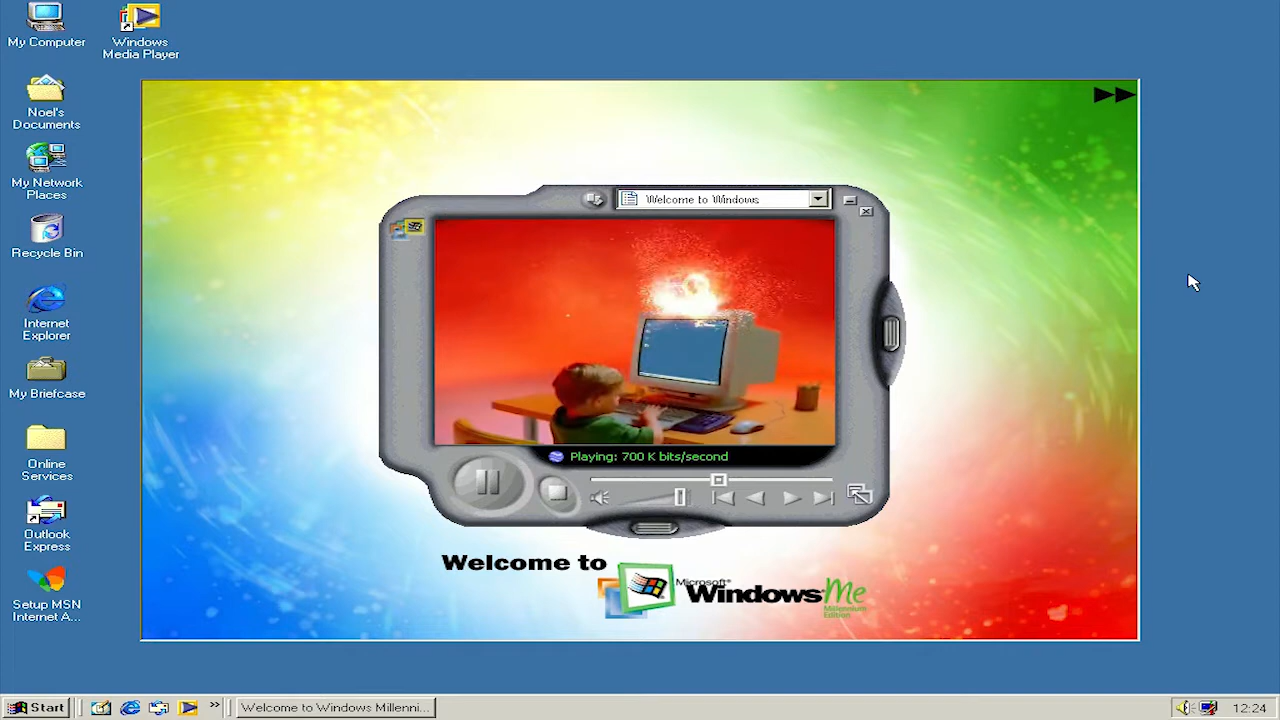 My Computer
Windows
Media Player
Noel's
Documents
My Network
Places
Recycle Bin
Internet
Explorer
My Briefcase
Online
Services
Outlook
Express
Setup MSN
Internet A...
Welcome to Windows
Playing: 700 K bits/second
Welcome to
Microsoft®
Windows Me
Millennium
Edition
Start
Welcome to Windows Millenni...
12:24